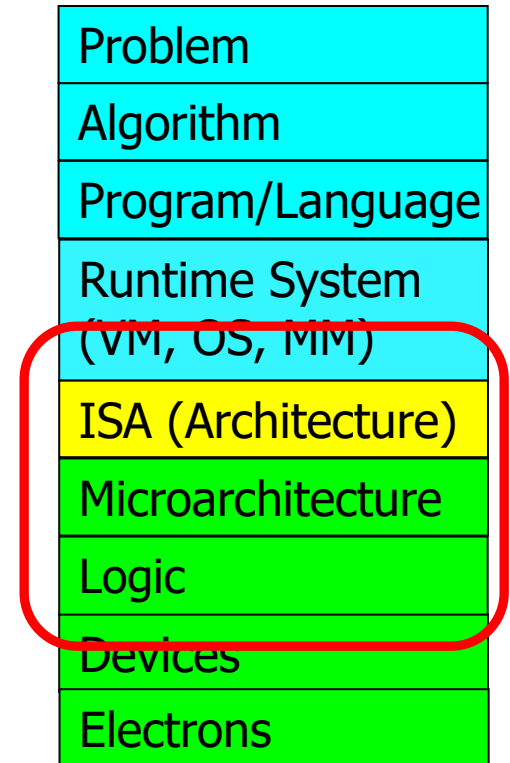 Problem
Algorithm
Program/Language
Runtime System
(VM, OS, MM)
ISA (Architecture)
Microarchitecture
Logic
Devices
Electrons